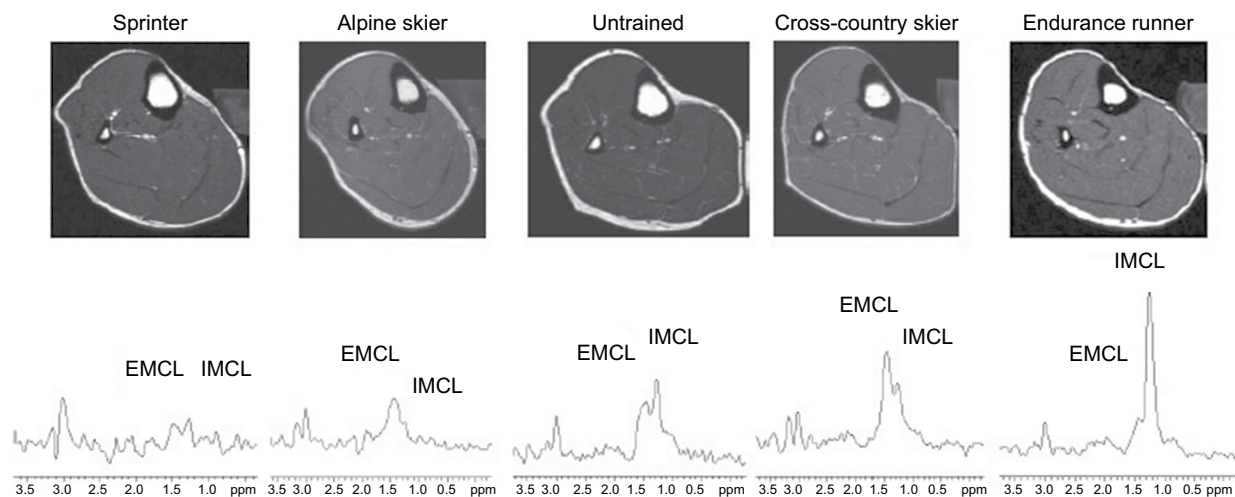 Sprinter
Alpine skier
Untrained
Cross-country skier
Endurance runner
EMCL IMCL
EMCL
IMCL
EMCL
IMCL
EMCL
IMCL
IMCL
EMCL
3.5 3.0 2.5 2.0 1.5 1.0 ppm
3.5 3.0 2.5 2.0 1.5 1.0 0.5 ppm
3.5 3.0 2.5 2.0 1.5 1.0 ppm
3.5 3.0 2.5 2.0 1.5 1.0 ppm
3.5 3.0 2.5 2.0 1.5 1.0 0.5 ppm